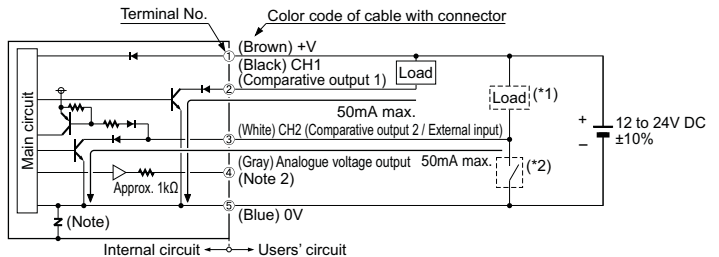 Terminal No.
Color code of cable with connector
① (Brown) +V
(Black) CH1
② (Comparative output 1)
Load
Load (*1)
50mA max.
Main circuit
③ (White) CH2 (Comparative output 2 / External input)
+
−
12 to 24V DC
±10%
(Gray) Analogue voltage output
50mA max.
④ (Note 2)
(*2)
Approx. 1kΩ
⑤ (Blue) 0V
(Note)
Internal circuit
Users' circuit